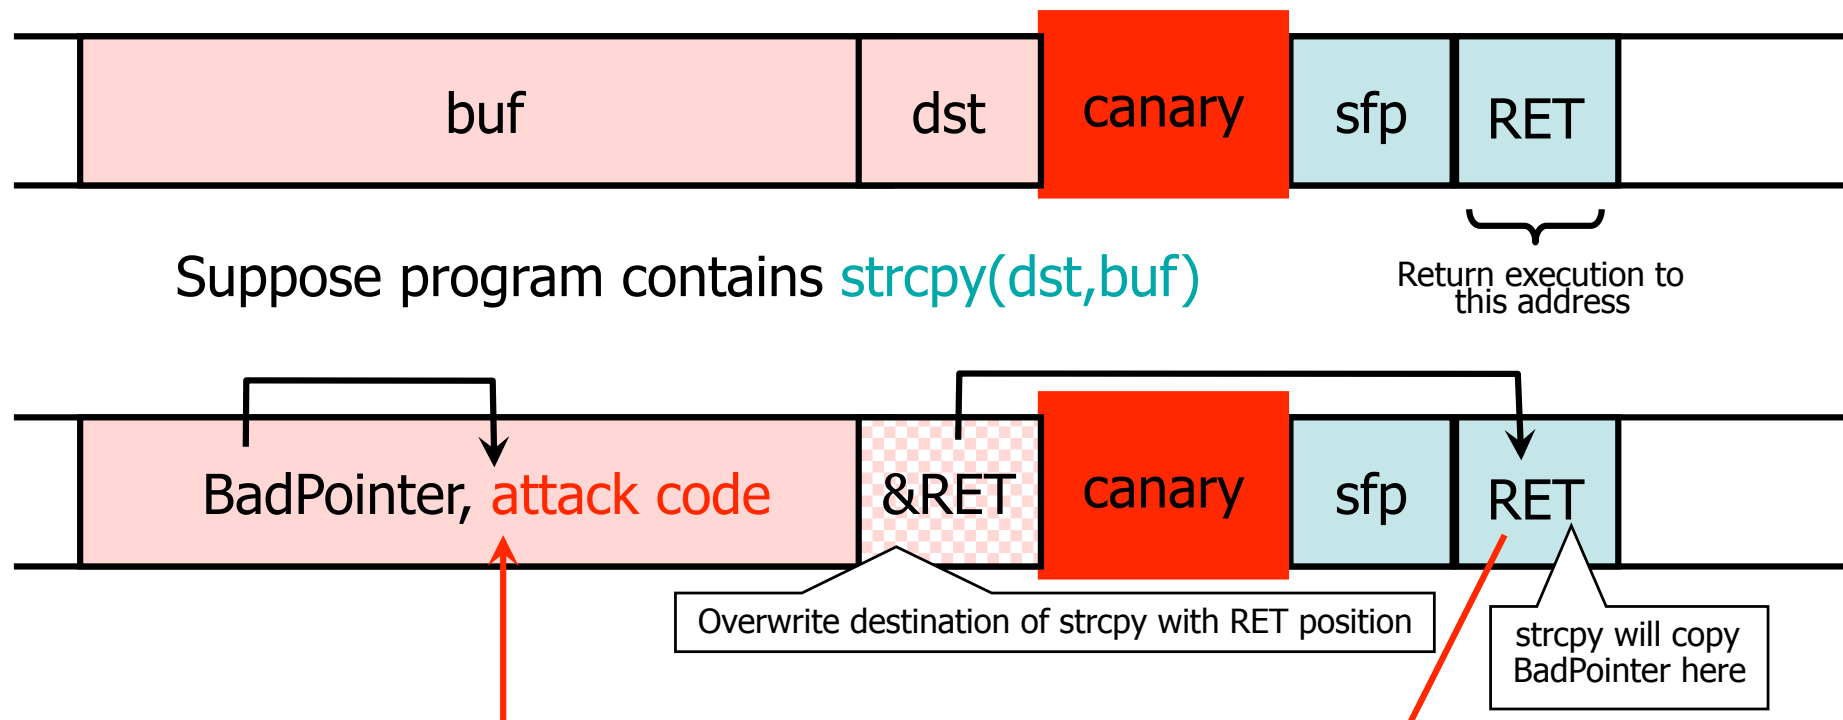 buf dst canary sfp RET
Suppose program contains strcpy(dst,buf)
Return execution to
this address
BadPointer, attack code &RET canary sfp RET
Overwrite destination of strcpy with RET position
strcpy will copy
BadPointer here